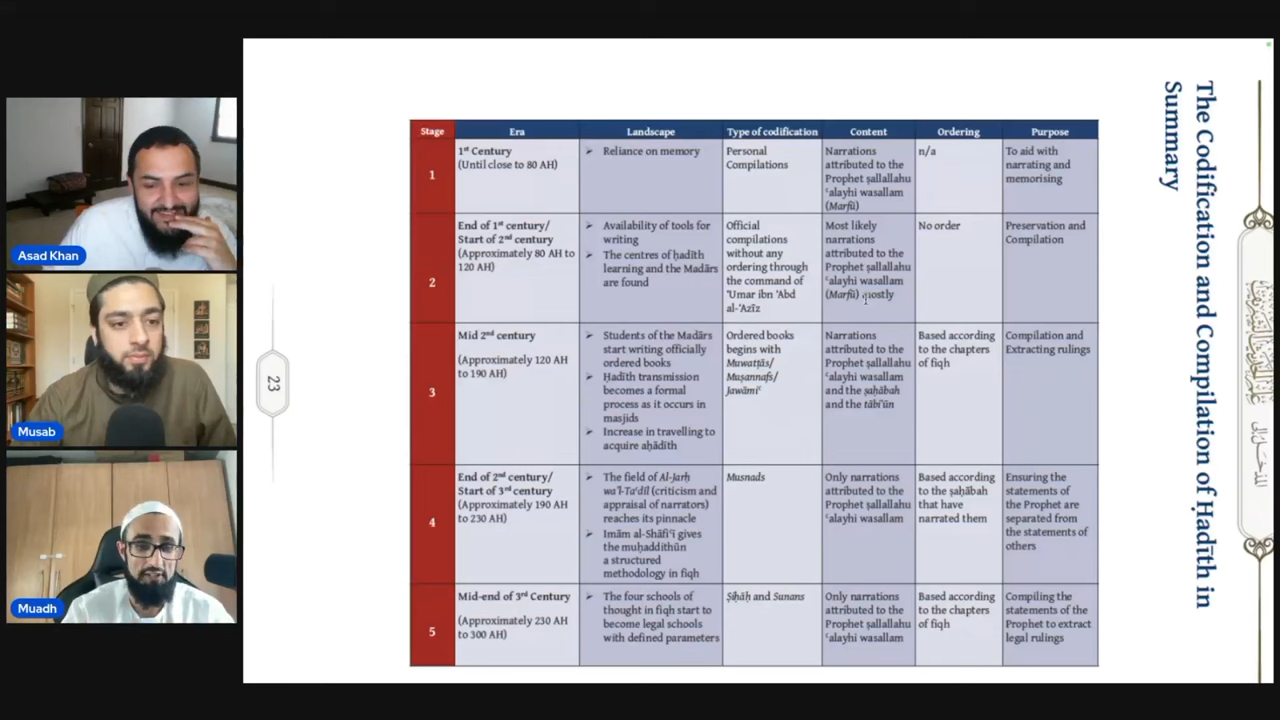 Asad Khan
Musab
Muadh
The Codification and Compilation of Ḥadīth in
Summary
23
Stage
Era
Landscape
Type of codification
Content
Ordering
Purpose
1
1st Century
(Until close to 80 AH)
➢ Reliance on memory
Personal
Compilations
Narrations
attributed to the
Prophet ṣallallahu
ʿalayhi wasallam
(Marfū)
n/a
To aid with
narrating and
memorising
2
End of 1st century/
Start of 2nd century
(Approximately 80 AH to
120 AH)
➢ Availability of tools for
writing
➢ The centres of ḥadīth
learning and the Madārs
are found
Official
compilations
without any
ordering through
the command of
'Umar ibn 'Abd
al-'Azīz
Most likely
narrations
attributed to the
Prophet ṣallallahu
ʿalayhi wasallam
(Marfū) mostly
No order
Preservation and
Compilation
3
Mid 2nd century
(Approximately 120 AH
to 190 AH)
➢ Students of the Madārs
start writing officially
ordered books
➢ Ḥadīth transmission
becomes a formal
process as it occurs in
masjids
➢ Increase in travelling to
acquire aḥādīth
Ordered books
begins with
Muwaṭṭās/
Muṣannafs/
Jawāmiʿ
Narrations
attributed to the
Prophet ṣallallahu
ʿalayhi wasallam
and the ṣaḥābah
and the tābiʿūn
Based according
to the chapters
of fiqh
Compilation and
Extracting rulings
4
End of 2nd century/
Start of 3rd century
(Approximately 190 AH
to 230 AH)
➢ The field of Al-Jarḥ
wa'l-Taʿdīl (criticism and
appraisal of narrators)
reaches its pinnacle
➢ Imām al-Shāfiʿī gives
the muḥaddithūn
a structured
methodology in fiqh
Musnads
Only narrations
attributed to the
Prophet ṣallallahu
ʿalayhi wasallam
Based according
to the ṣaḥābah
that have
narrated them
Ensuring the
statements of
the Prophet are
separated from
the statements of
others
5
Mid-end of 3rd Century
(Approximately 230 AH
to 300 AH)
➢ The four schools of
thought in fiqh start to
become legal schools
with defined parameters
Ṣiḥāḥ and Sunans
Only narrations
attributed to the
Prophet ṣallallahu
ʿalayhi wasallam
Based according
to the chapters
of fiqh
Compiling the
statements of the
Prophet to extract
legal rulings